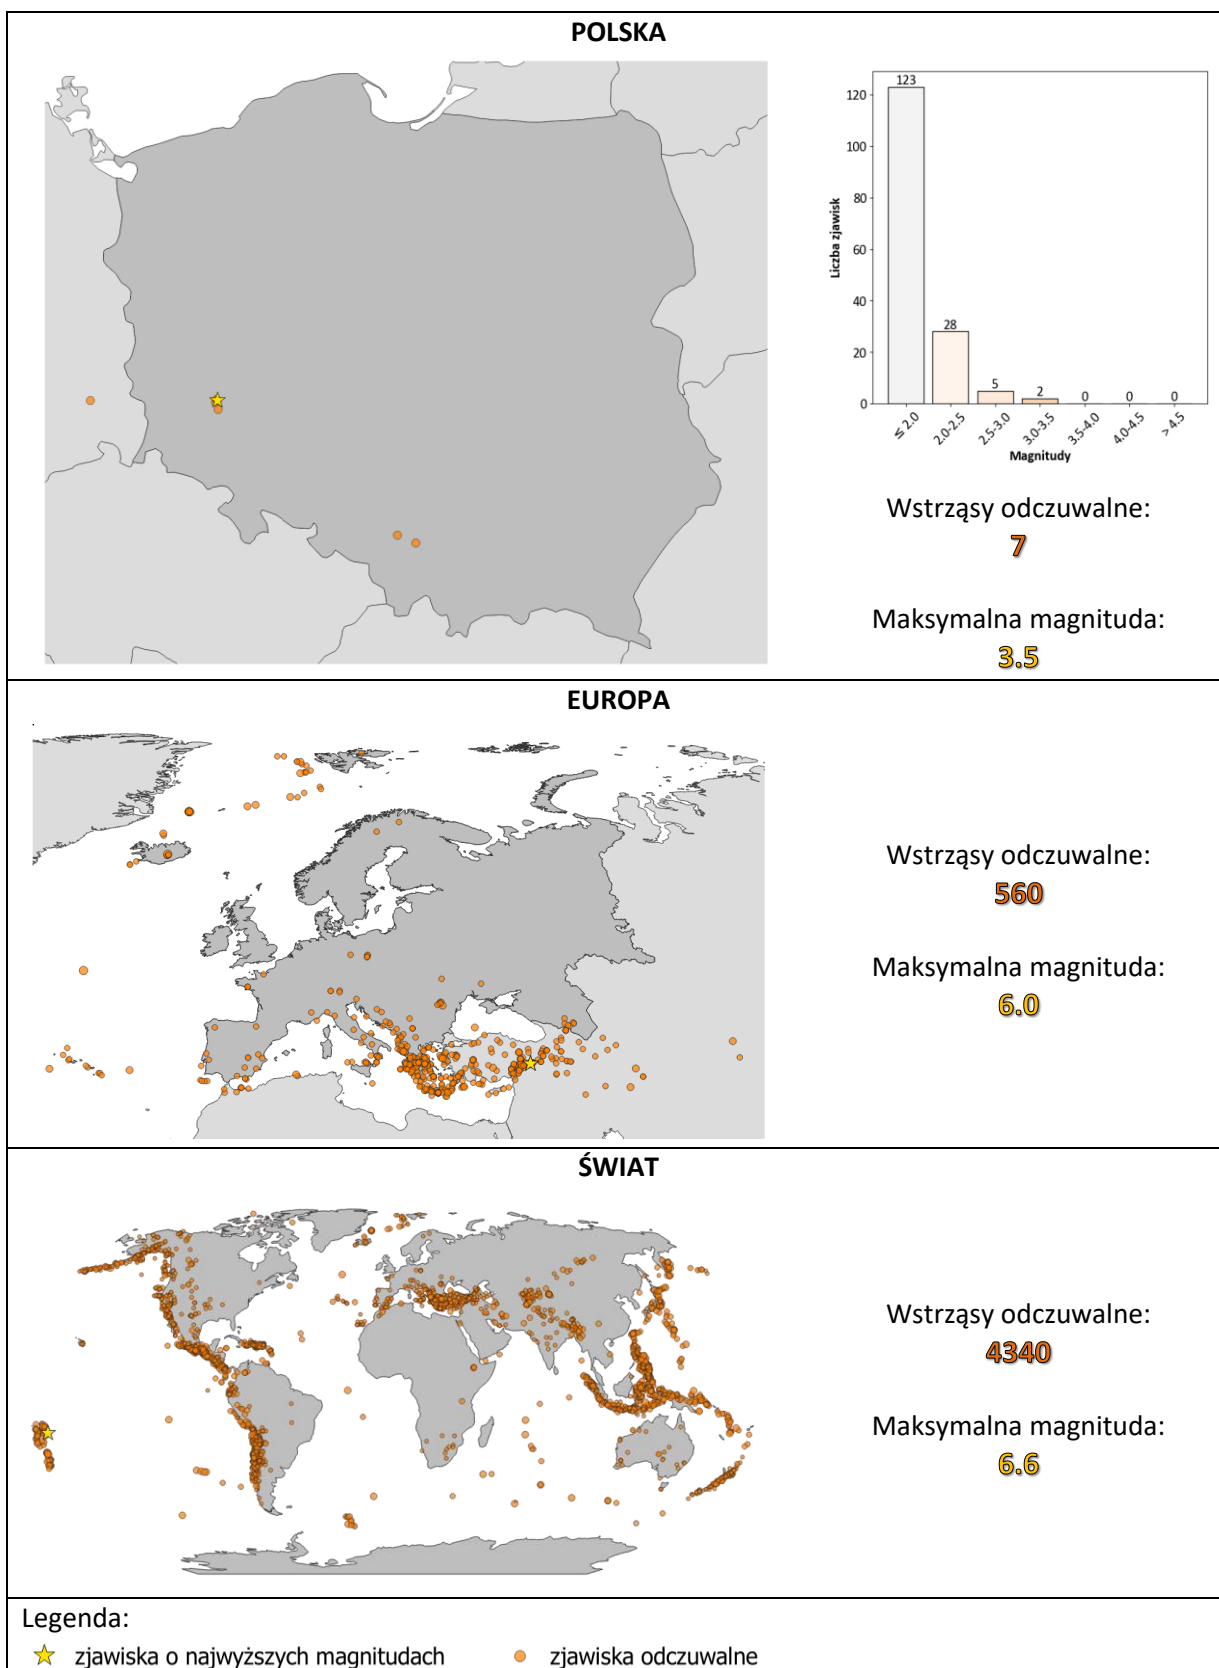 POLSKA
123
28
5
2
0
0
0
120
100
80
60
40
20
0
Liczba zjawisk
≤ 2.0
2.0-2.5
2.5-3.0
3.0-3.5
3.5-4.0
4.0-4.5
> 4.5
Magnitudy
Wstrząsy odczuwalne:
7
Maksymalna magnituda:
3.5
EUROPA
Wstrząsy odczuwalne:
560
Maksymalna magnituda:
6.0
ŚWIAT
Wstrząsy odczuwalne:
4340
Maksymalna magnituda:
6.6
Legenda:
zjawiska o najwyższych magnitudach
zjawiska odczuwalne